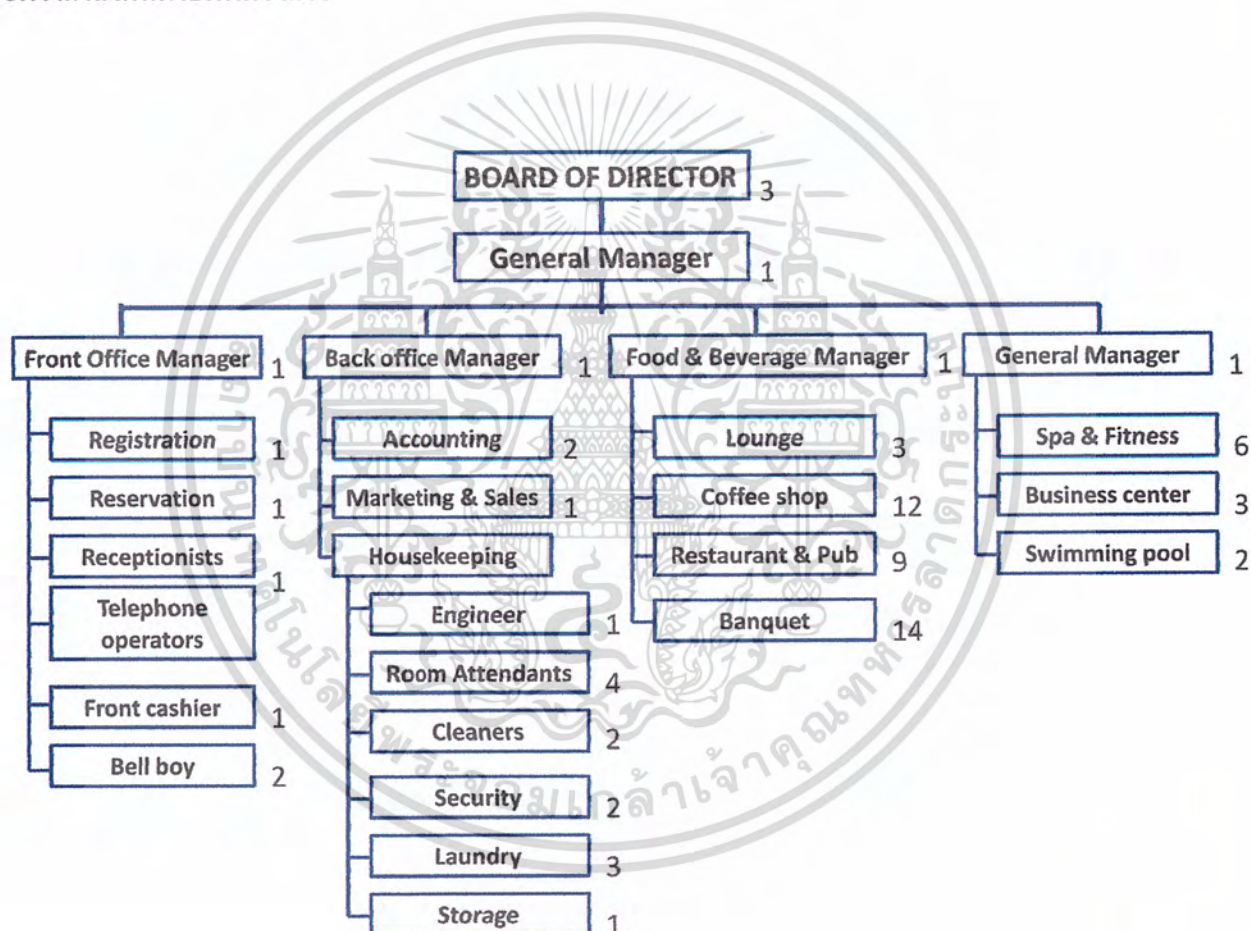 BOARD OF DIRECTOR 3
General Manager 1
Front Office Manager 1
Registration 1
Reservation 1
Receptionists 1
Telephone
operators
Front cashier 1
Bell boy 2
Back office Manager 1
Accounting 2
Marketing & Sales 1
Housekeeping
Engineer 1
Room Attendants 4
Cleaners 2
Security 2
Laundry 3
Storage 1
Food & Beverage Manager 1
Lounge 3
Coffee shop 12
Restaurant & Pub 9
Banquet 14
General Manager 1
Spa & Fitness 6
Business center 3
Swimming pool 2